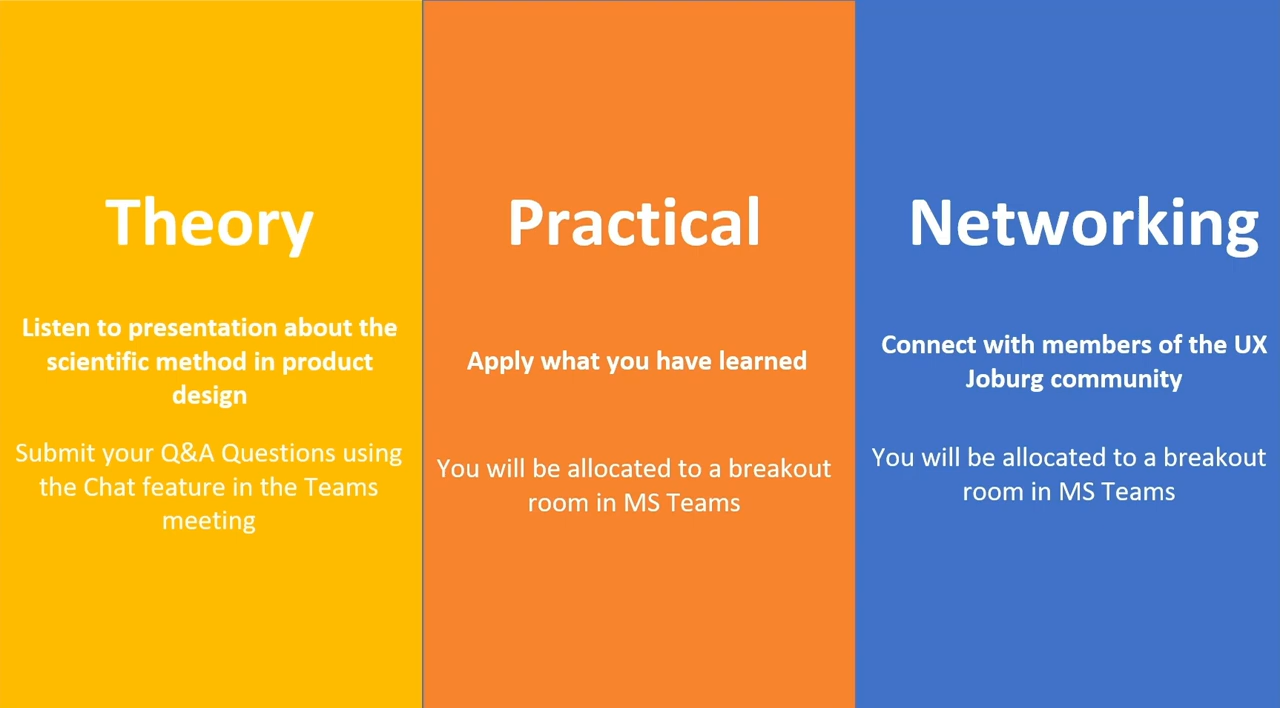 Theory
Listen to presentation about the
scientific method in product
design
Submit your Q&A Questions using
the Chat feature in the Teams
meeting
Practical
Apply what you have learned
You will be allocated to a breakout
room in MS Teams
Networking
Connect with members of the UX
Joburg community
You will be allocated to a breakout
room in MS Teams